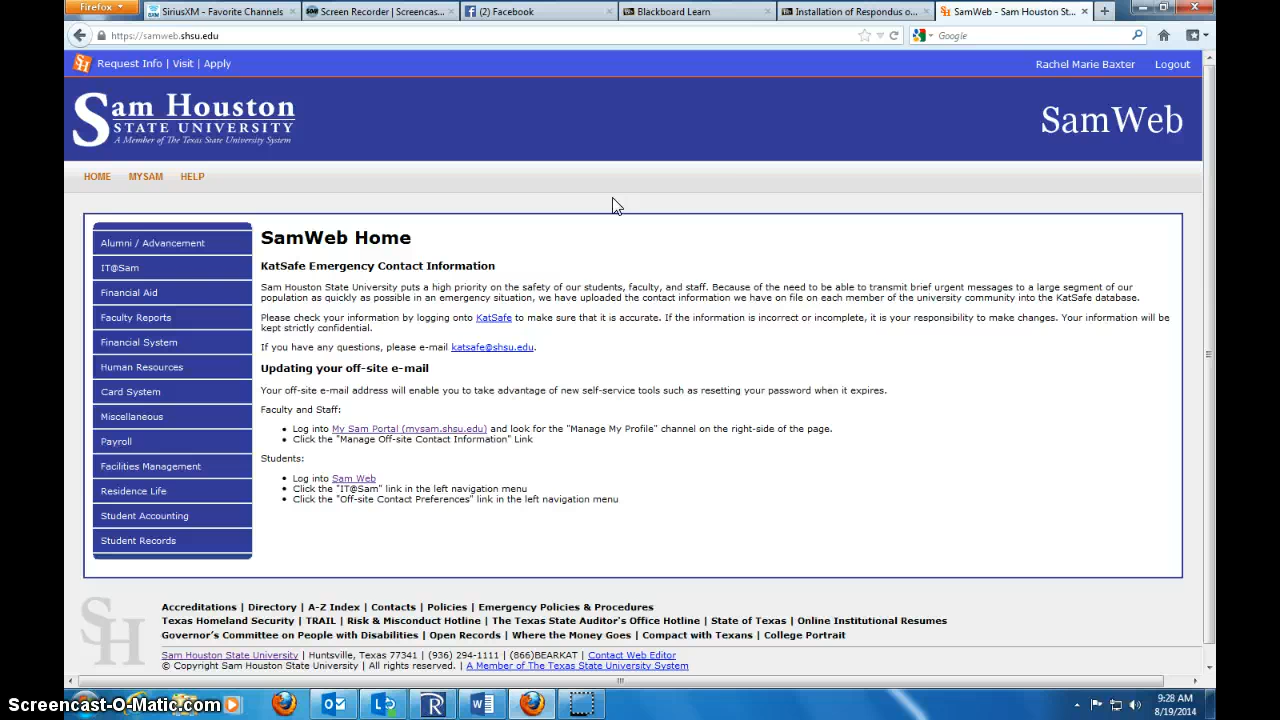 Firefox
SiriusXM - Favorite Channels
Screen Recorder | Screencas...
(2) Facebook
Blackboard Learn
Installation of Respondus o...
SamWeb - Sam Houston St...
https://samweb.shsu.edu
Google
Request Info | Visit | Apply
Rachel Marie Baxter
Logout
Sam Houston
STATE UNIVERSITY
A Member of The Texas State University System
SamWeb
HOME MYSAM HELP
Alumni / Advancement
IT@Sam
Financial Aid
Faculty Reports
Financial System
Human Resources
Card System
Miscellaneous
Payroll
Facilities Management
Residence Life
Student Accounting
Student Records
SamWeb Home
KatSafe Emergency Contact Information
Sam Houston State University puts a high priority on the safety of our students, faculty, and staff. Because of the need to be able to transmit brief urgent messages to a large segment of our
population as quickly as possible in an emergency situation, we have uploaded the contact information we have on file on each member of the university community into the KatSafe database.
Please check your information by logging onto KatSafe to make sure that it is accurate. If the information is incorrect or incomplete, it is your responsibility to make changes. Your information will be
kept strictly confidential.
If you have any questions, please e-mail katsafe@shsu.edu.
Updating your off-site e-mail
Your off-site e-mail address will enable you to take advantage of new self-service tools such as resetting your password when it expires.
Faculty and Staff:
• Log into My Sam Portal (mysam.shsu.edu) and look for the "Manage My Profile" channel on the right-side of the page.
• Click the "Manage Off-site Contact Information" Link
Students:
• Log into Sam Web
• Click the "IT@Sam" link in the left navigation menu
• Click the "Off-site Contact Preferences" link in the left navigation menu
SH
Accreditations | Directory | A-Z Index | Contacts | Policies | Emergency Policies & Procedures
Texas Homeland Security | TRAIL | Risk & Misconduct Hotline | The Texas State Auditor's Office Hotline | State of Texas | Online Institutional Resumes
Governor's Committee on People with Disabilities | Open Records | Where the Money Goes | Compact with Texans | College Portrait
Sam Houston State University | Huntsville, Texas 77341 | (936) 294-1111 | (866)BEARKAT | Contact Web Editor
© Copyright Sam Houston State University | All rights reserved. | A Member of The Texas State University System
Screencast-O-Matic.com
9:28 AM
8/19/2014